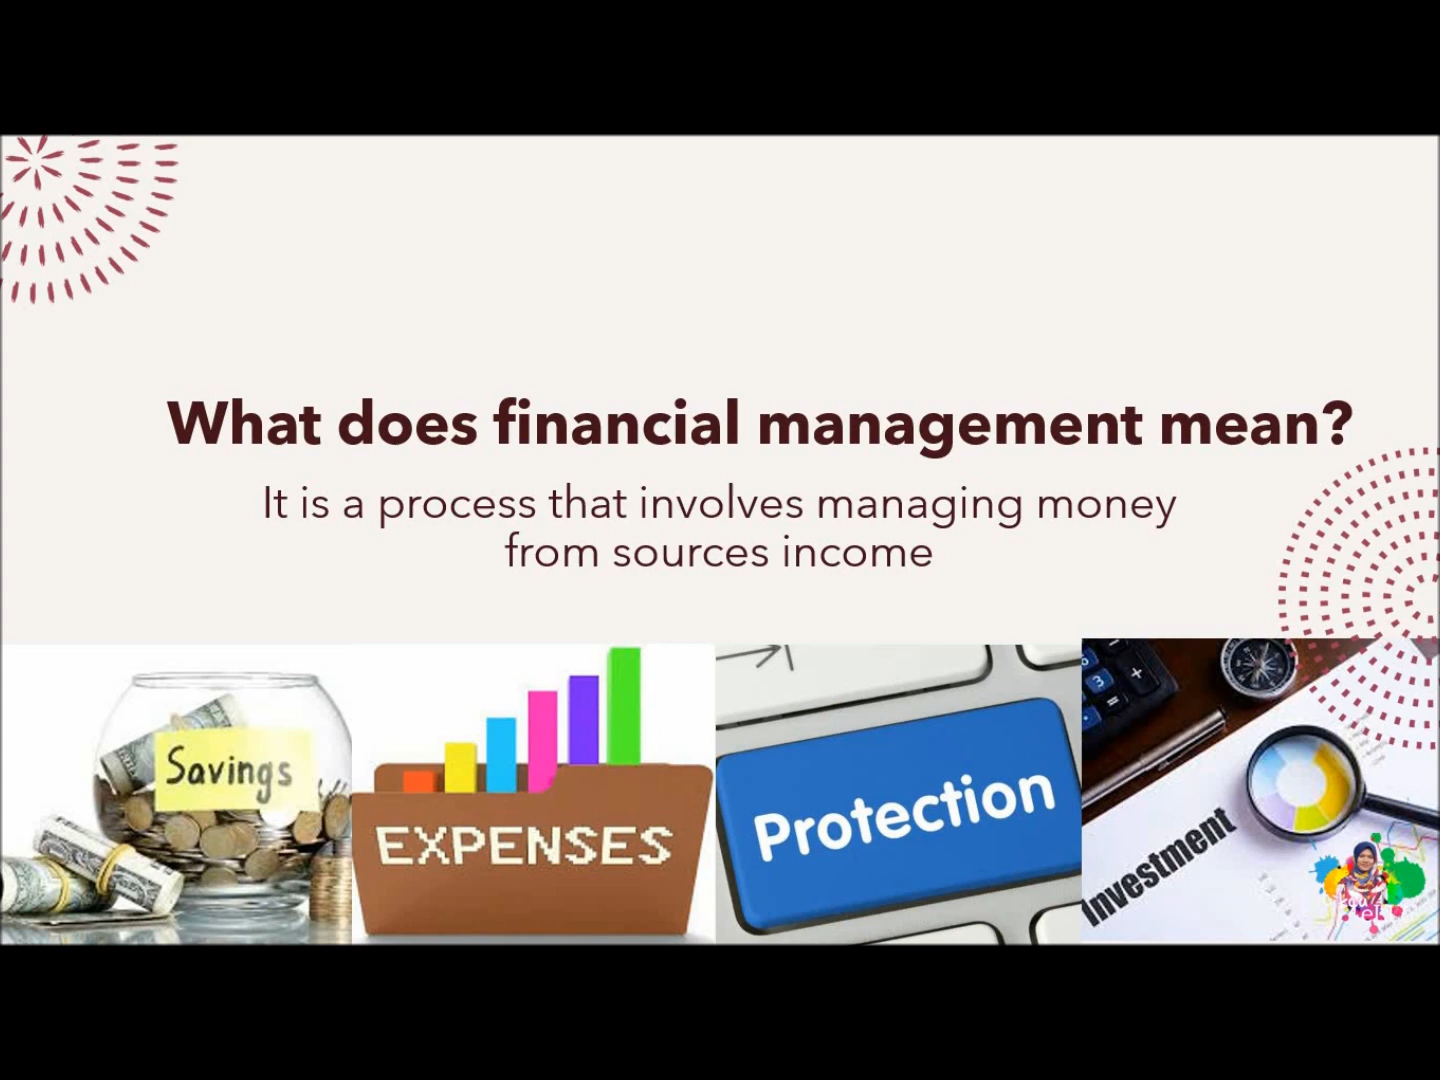 What does financial management mean?
It is a process that involves managing money
from sources income
Savings
EXPENSES
Protection
Investment